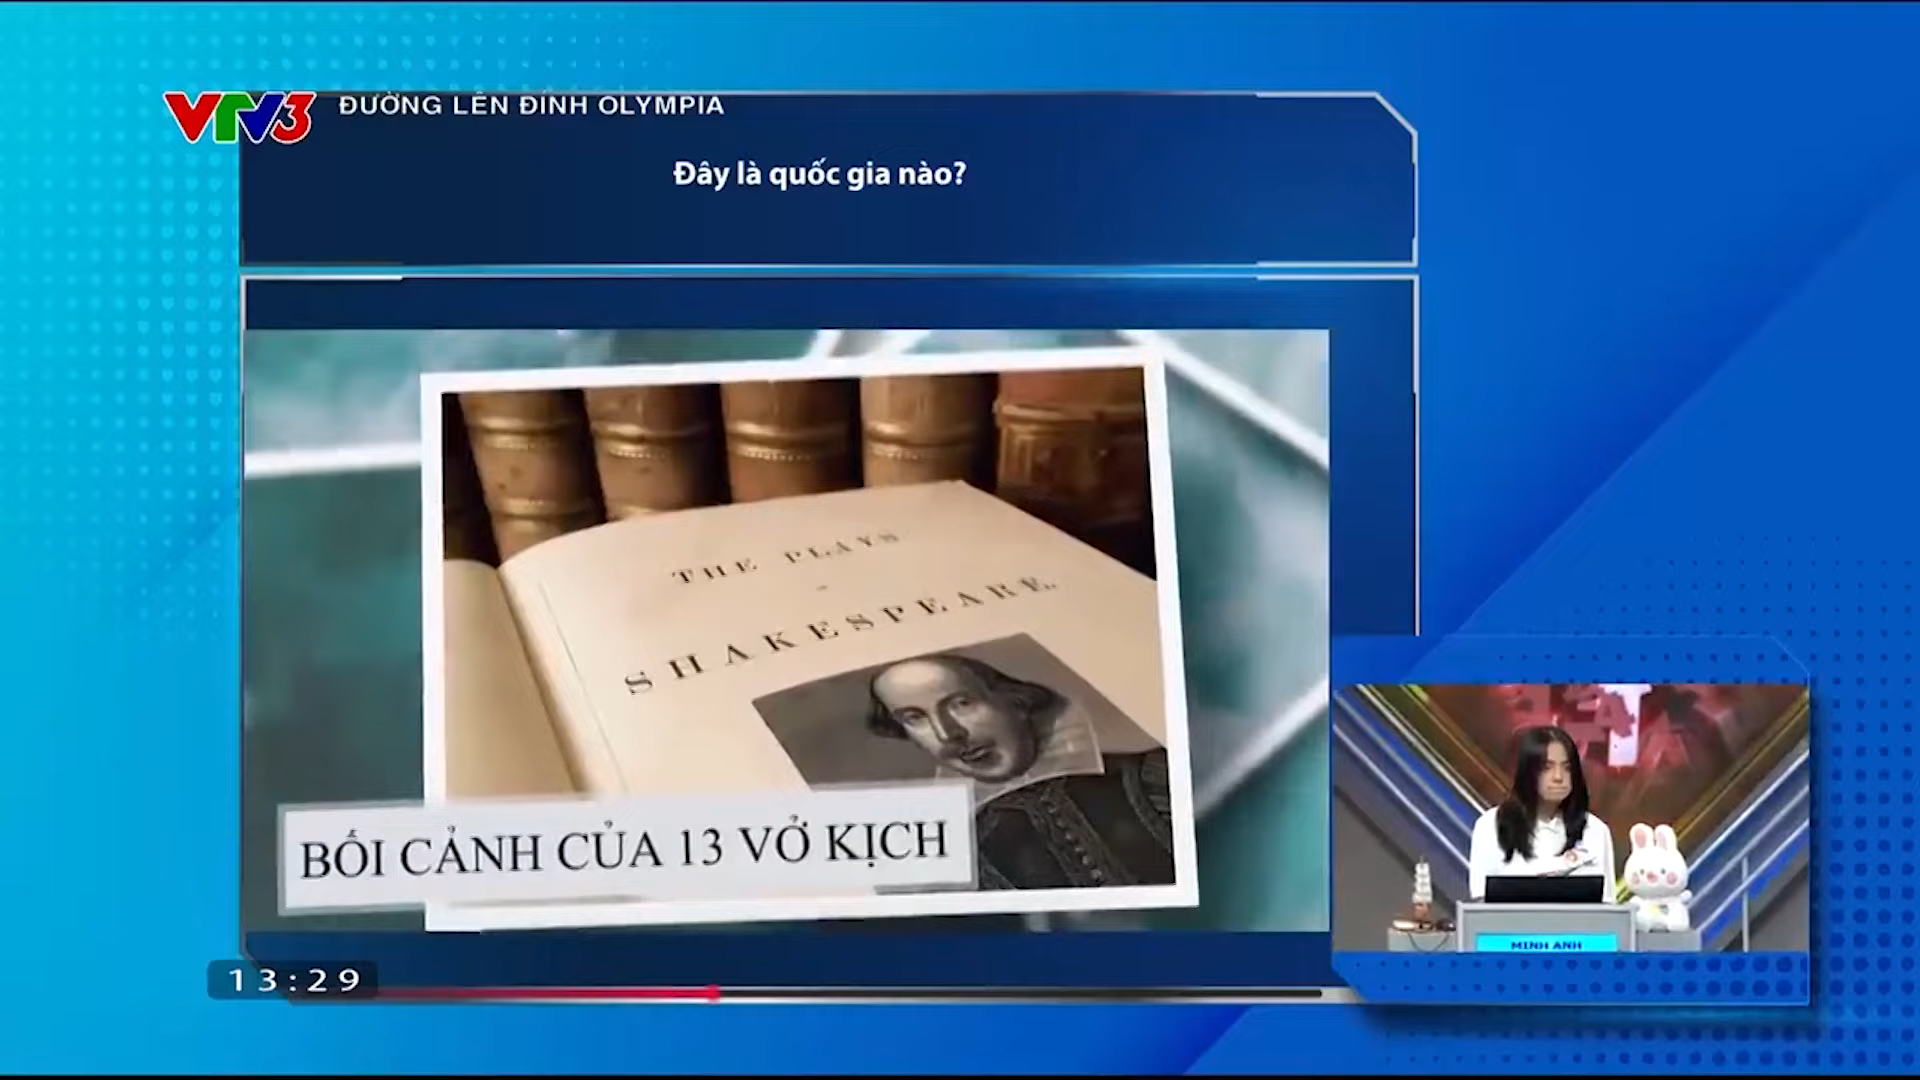 VTV3 ĐƯỜNG LÊN ĐỈNH OLYMPIA
Đây là quốc gia nào?
THE PLAYS
SHAKESPEARE
BỐI CẢNH CỦA 13 VỞ KỊCH
MINH ANH
13:29